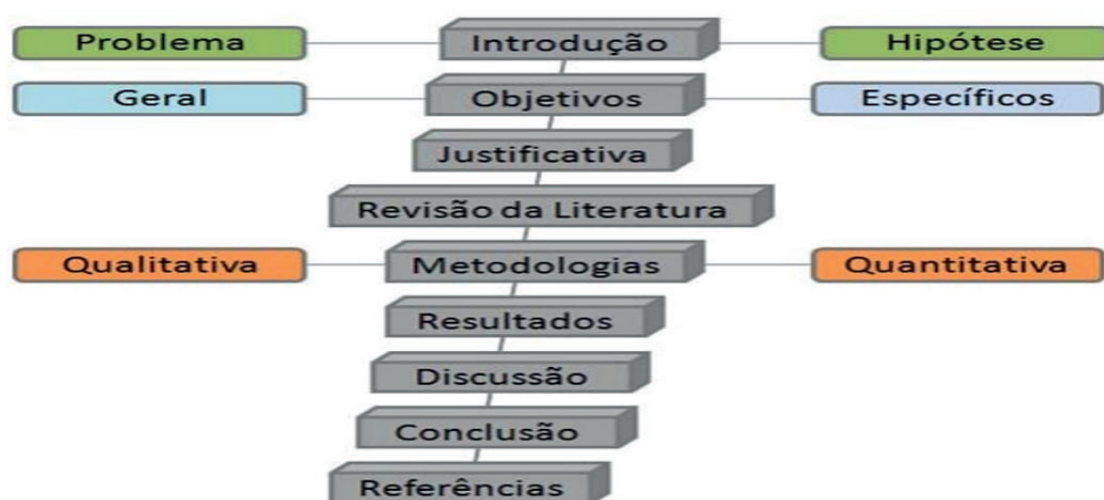 Problema Introdução Hipótese
Geral Objetivos Específicos
Justificativa
Revisão da Literatura
Qualitativa Metodologias Quantitativa
Resultados
Discussão
Conclusão
Referências